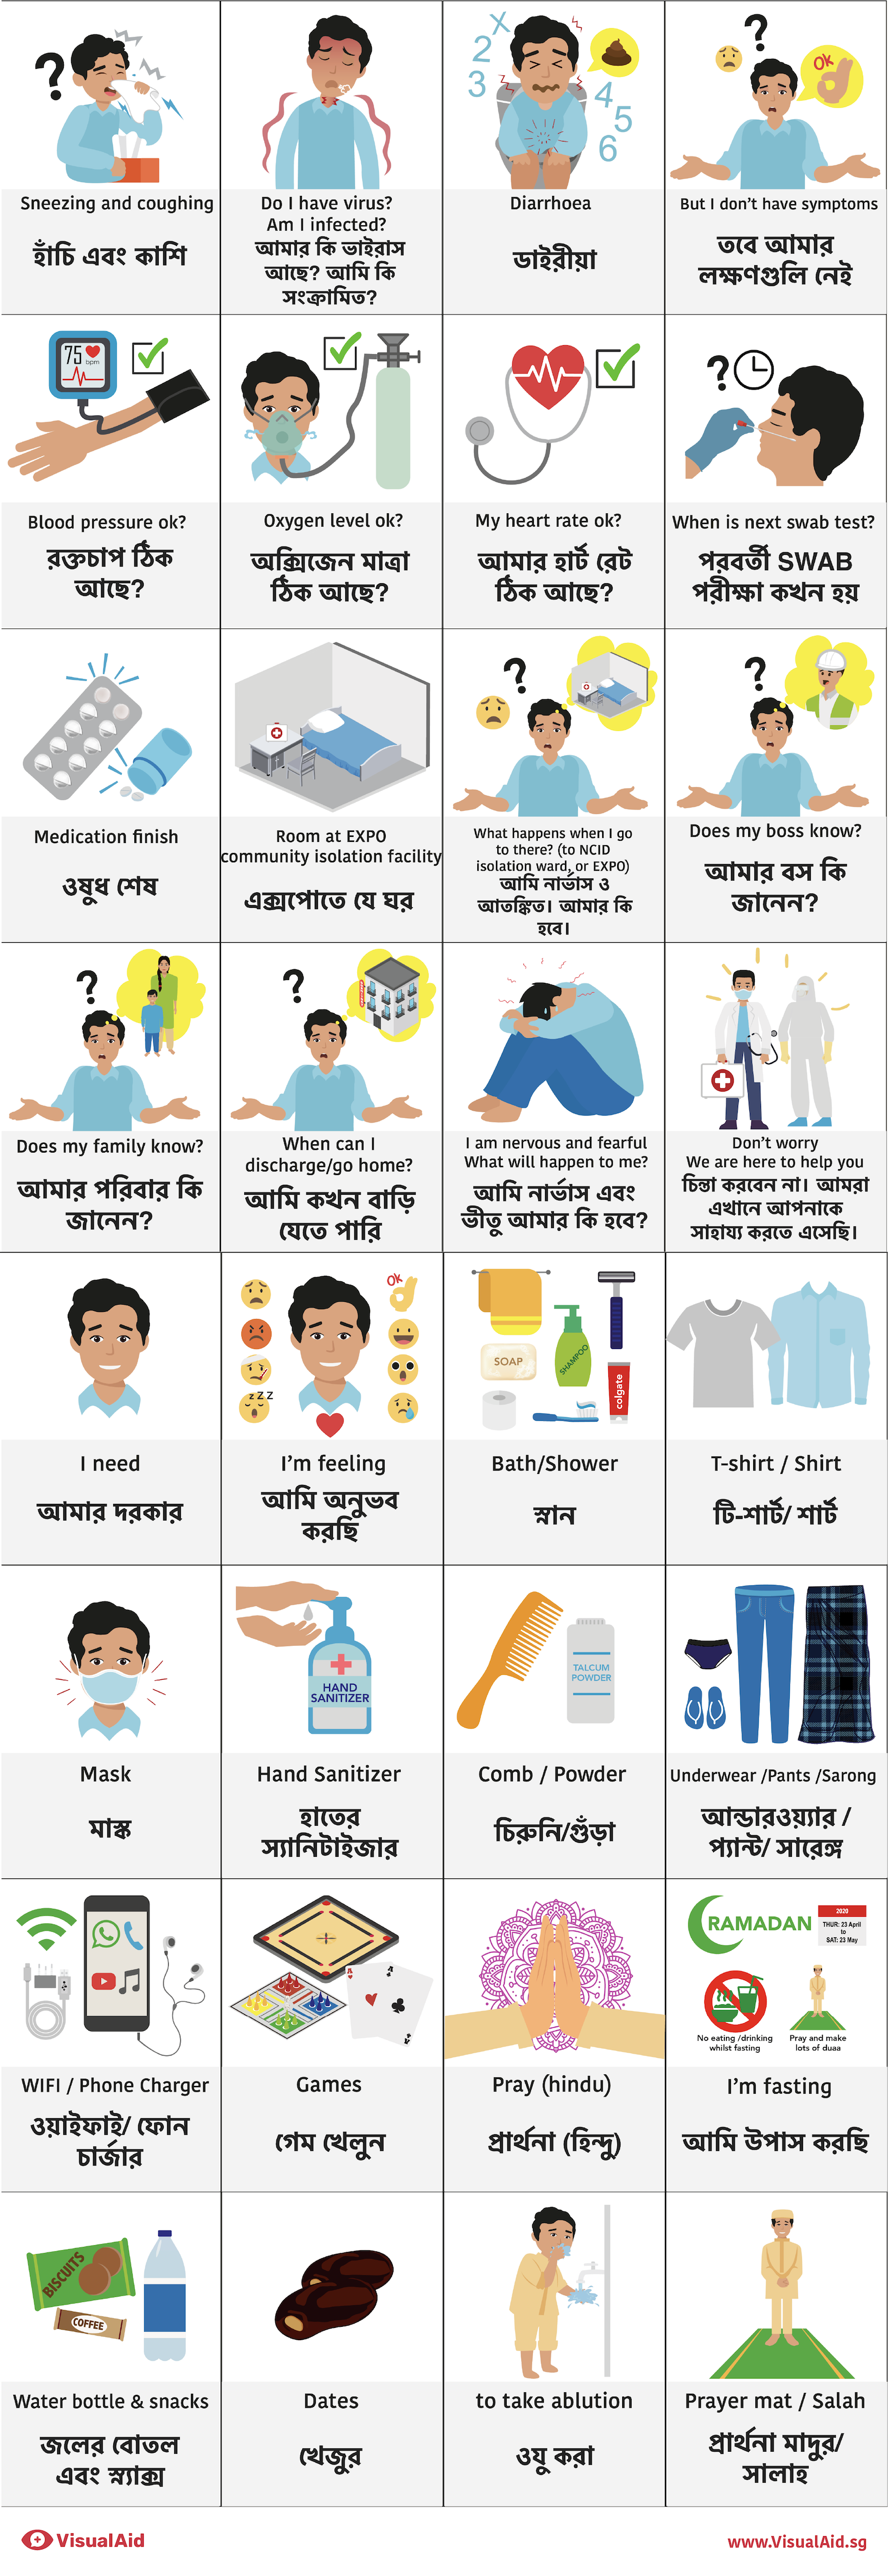 ?
Sneezing and coughing
হাঁচি এবং কাশি
Do I have virus?
Am I infected?
আমার কি ভাইরাস
আছে? আমি কি
সংক্রামিত?
X
2
3
4
5
6
Diarrhoea
ডাইরীয়া
?
Ok
But I don't have symptoms
তবে আমার
লক্ষণগুলি নেই
75
bpm
Blood pressure ok?
রক্তচাপ ঠিক
আছে?
Oxygen level ok?
অক্সিজেন মাত্রা
ঠিক আছে?
My heart rate ok?
আমার হার্ট রেট
ঠিক আছে?
?
When is next swab test?
পরবর্তী SWAB
পরীক্ষা কখন হয়
Medication finish
ওষুধ শেষ
Room at EXPO
community isolation facility
এক্সপোতে যে ঘর
?
What happens when I go
to there? (to NCID
isolation ward, or EXPO)
আমি নার্ভাস ও
আতঙ্কিত। আমার কি
হবে।
?
Does my boss know?
আমার বস কি
জানেন?
?
Does my family know?
আমার পরিবার কি
জানেন?
?
When can I
discharge/go home?
আমি কখন বাড়ি
যেতে পারি
I am nervous and fearful
What will happen to me?
আমি নার্ভাস এবং
ভীতু আমার কি হবে?
Don't worry
We are here to help you
চিন্তা করবেন না। আমরা
এখানে আপনাকে
সাহায্য করতে এসেছি।
I need
আমার দরকার
Ok
z Z Z
I'm feeling
আমি অনুভব
করছি
SOAP
SHAMPOO
colgate
Bath/Shower
স্নান
T-shirt / Shirt
টি-শার্ট/ শার্ট
Mask
মাস্ক
HAND
SANITIZER
Hand Sanitizer
হাতের
স্যানিটাইজার
TALCUM
POWDER
Comb / Powder
চিরুনি/গুঁড়া
Underwear /Pants /Sarong
আন্ডারওয়্যার /
প্যান্ট/ সারেঙ্গ
WIFI / Phone Charger
ওয়াইফাই/ ফোন
চার্জার
A
A
Games
গেম খেলুন
Pray (hindu)
প্রার্থনা (হিন্দু)
RAMADAN
2020
THUR: 23 April
to
SAT: 23 May
No eating /drinking
whilst fasting
Pray and make
lots of duaa
I'm fasting
আমি উপাস করছি
BISCUITS
COFFEE
Water bottle & snacks
জলের বোতল
এবং স্ন্যাক্স
Dates
খেজুর
to take ablution
ওযু করা
Prayer mat / Salah
প্রার্থনা মাদুর/
সালাহ
VisualAid
www.VisualAid.sg